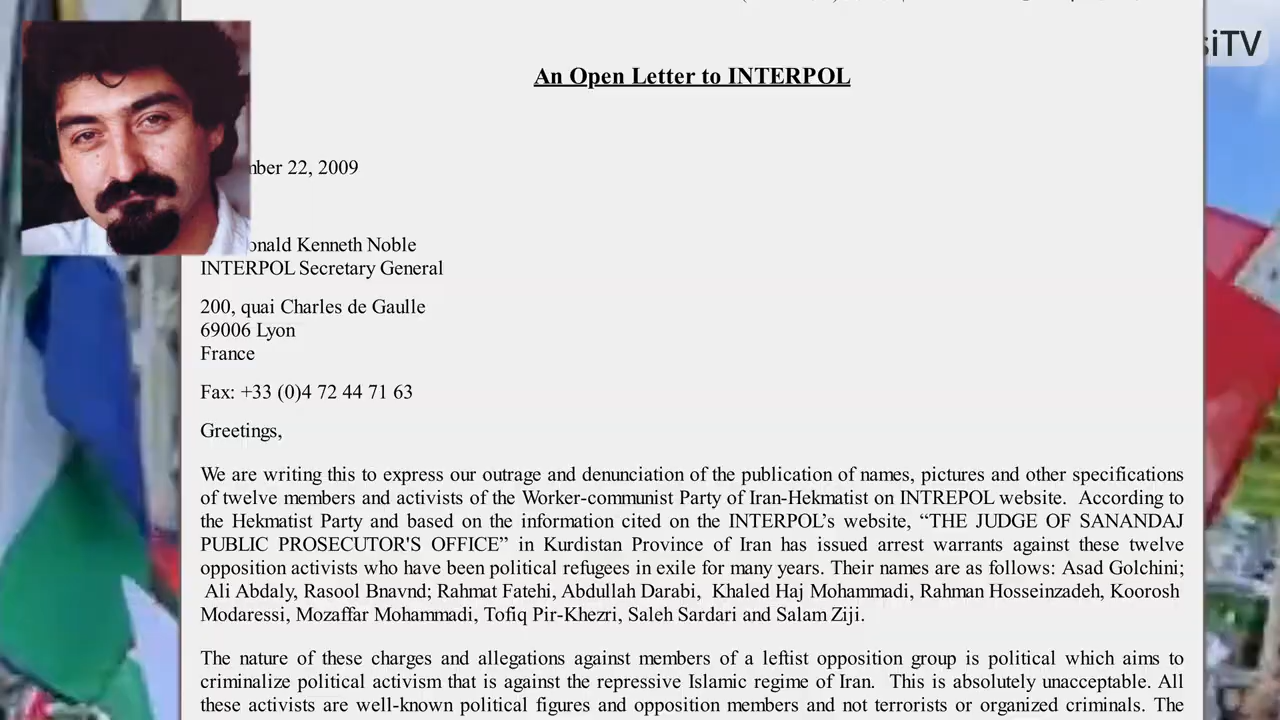 An Open Letter to INTERPOL
iTV
22, 2009
Kenneth Noble
INTERPOL Secretary General
200, quai Charles de Gaulle
69006 Lyon
France
Fax: +33 (0)4 72 44 71 63
Greetings,
We are writing this to express our outrage and denunciation of the publication of names, pictures and other specifications
of twelve members and activists of the Worker-communist Party of Iran-Hekmatist on INTREPOL website. According to
the Hekmatist Party and based on the information cited on the INTERPOL’s website, “THE JUDGE OF SANANDAJ
PUBLIC PROSECUTOR'S OFFICE” in Kurdistan Province of Iran has issued arrest warrants against these twelve
opposition activists who have been political refugees in exile for many years. Their names are as follows: Asad Golchini;
Ali Abdaly, Rasool Bnavnd; Rahmat Fatehi, Abdullah Darabi, Khaled Haj Mohammadi, Rahman Hosseinzadeh, Koorosh
Modaressi, Mozaffar Mohammadi, Tofiq Pir-Khezri, Saleh Sardari and Salam Ziji.
The nature of these charges and allegations against members of a leftist opposition group is political which aims to
criminalize political activism that is against the repressive Islamic regime of Iran. This is absolutely unacceptable. All
these activists are well-known political figures and opposition members and not terrorists or organized criminals. The